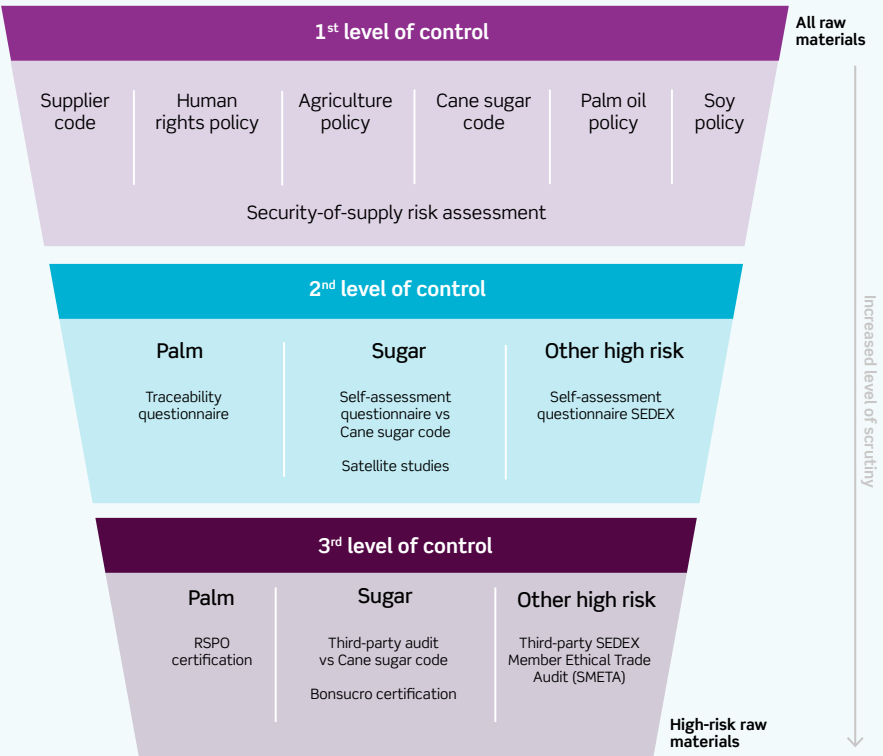 1st level of control
All raw
materials
Supplier
code
Human
rights policy
Agriculture
policy
Cane sugar
code
Palm oil
policy
Soy
policy
Security-of-supply risk assessment
Increased level of scrutiny
2nd level of control
Palm
Traceability
questionnaire
Sugar
Self-assessment
questionnaire vs
Cane sugar code
Satellite studies
Other high risk
Self-assessment
questionnaire SEDEX
3rd level of control
Palm
RSPO
certification
Sugar
Third-party audit
vs Cane sugar code
Bonsucro certification
Other high risk
Third-party SEDEX
Member Ethical Trade
Audit (SMETA)
High-risk raw
materials